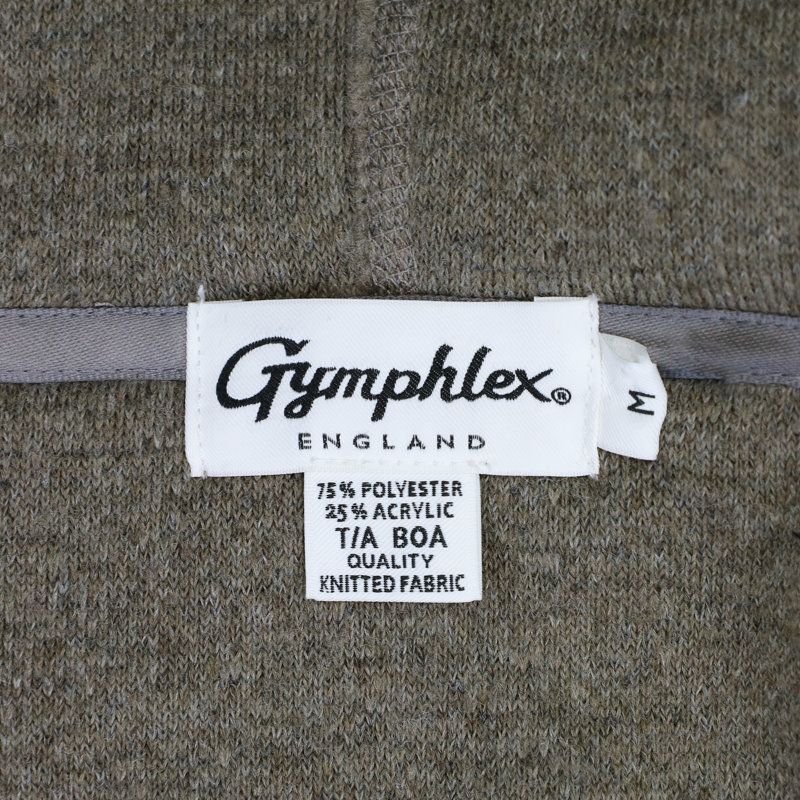 Gymphlex®
ENGLAND
M
75% POLYESTER
25% ACRYLIC
T/A BOA
QUALITY
KNITTED FABRIC